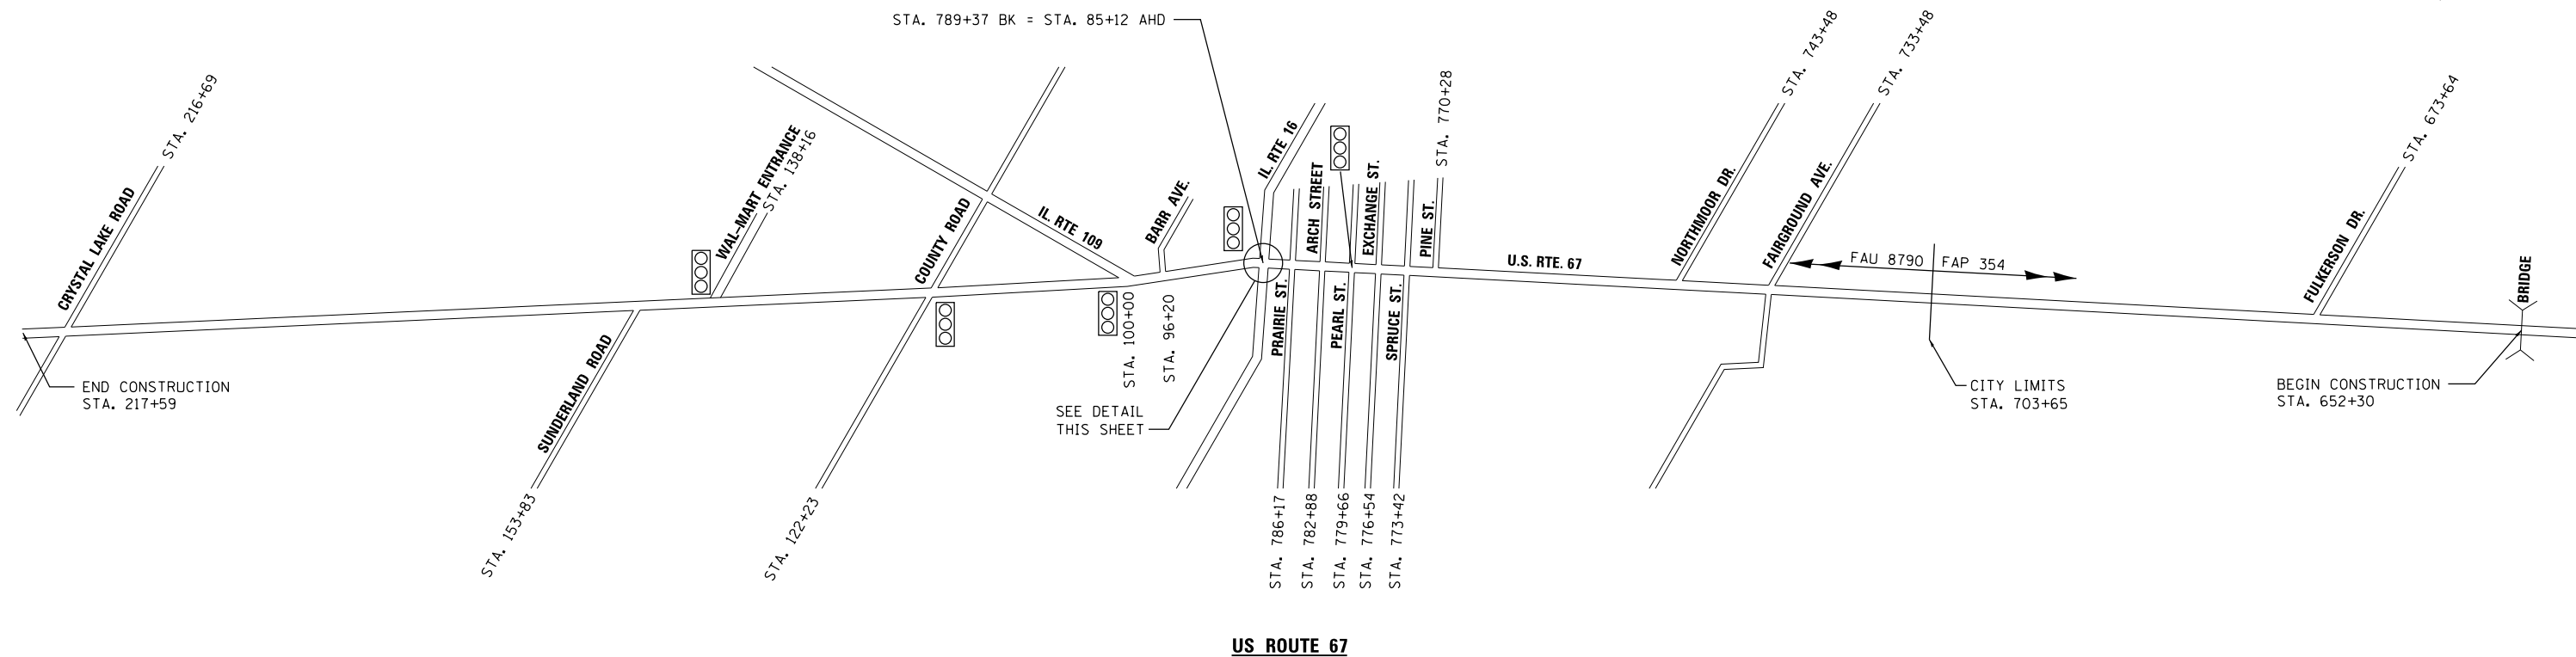 STA. 789+37 BK = STA. 85+12 AHD
STA. 216+69
CRYSTAL LAKE ROAD
WAL-MART ENTRANCE
STA. 138+16
COUNTY ROAD
IL. RTE 109
BARR AVE.
IL. RTE 16
ARCH STREET
EXCHANGE ST.
PINE ST.
STA. 770+28
U.S. RTE. 67
NORTHMOOR DR.
STA. 743+48
FAIRGROUND AVE.
STA. 733+48
FAU 8790
FAP 354
FULKERSON DR.
STA. 673+64
BRIDGE
END CONSTRUCTION
STA. 217+59
SUNDERLAND ROAD
STA. 153+83
STA. 122+23
STA. 100+00
STA. 96+20
SEE DETAIL
THIS SHEET
PRAIRIE ST.
PEARL ST.
SPRUCE ST.
STA. 786+17
STA. 782+88
STA. 779+66
STA. 776+54
STA. 773+42
CITY LIMITS
STA. 703+65
BEGIN CONSTRUCTION
STA. 652+30
US ROUTE 67